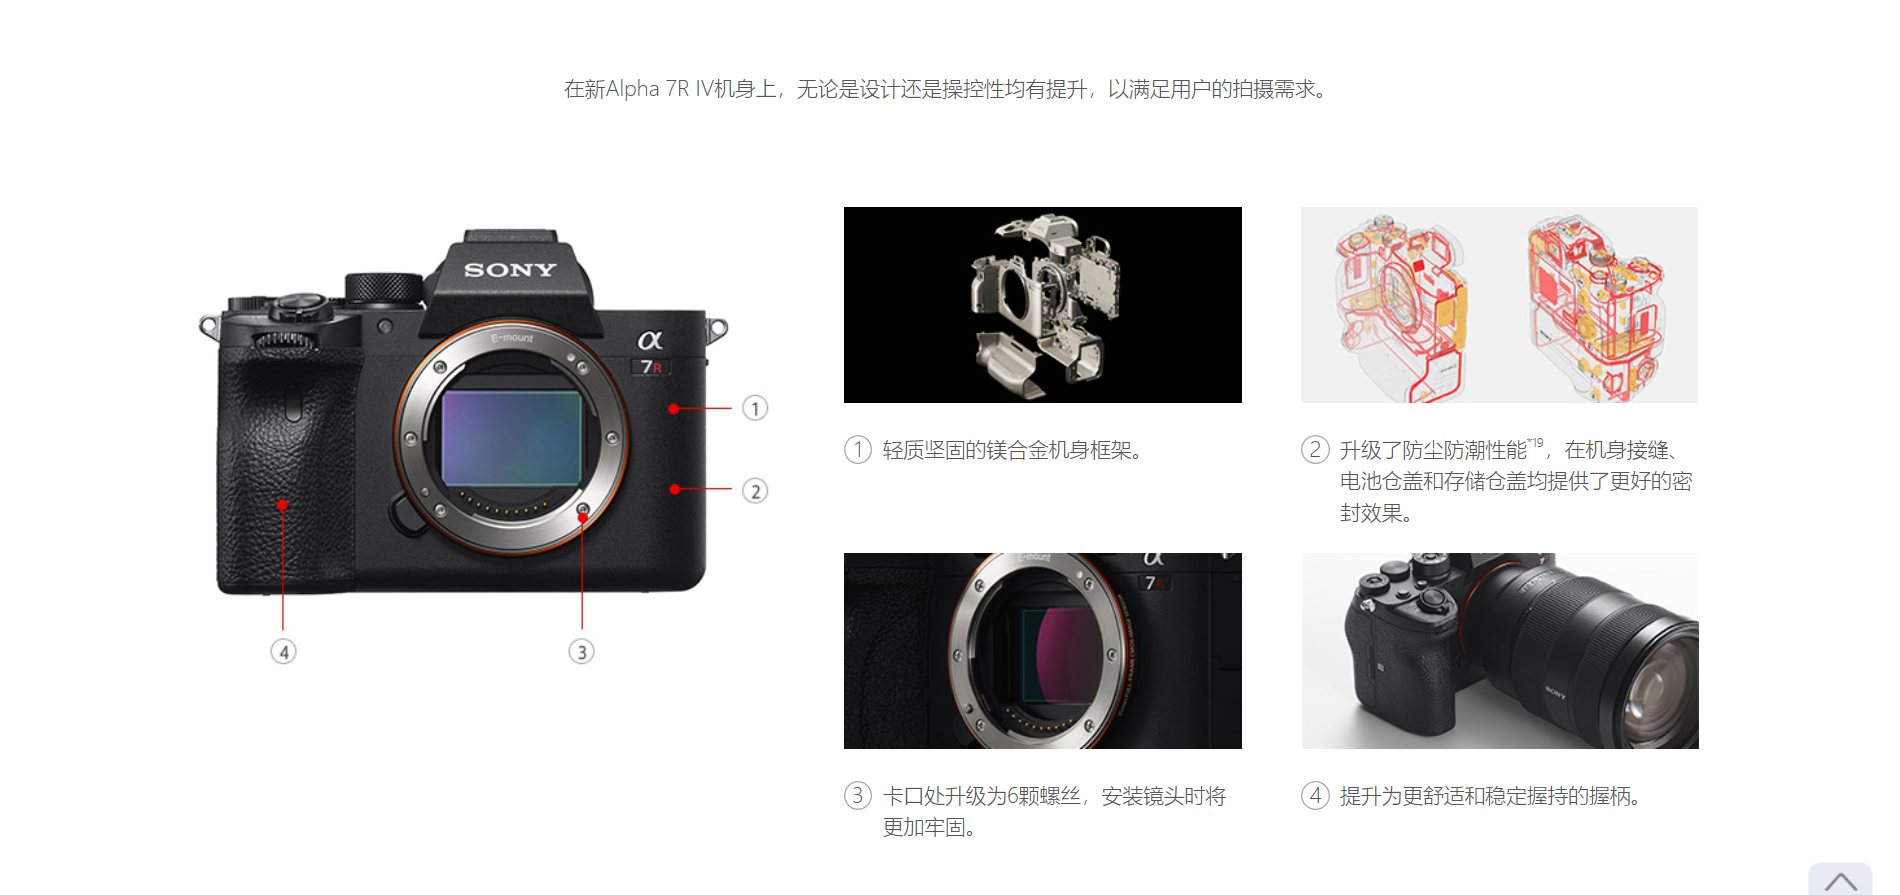 在新Alpha 7R IV机身上，无论是设计还是操控性均有提升，以满足用户的拍摄需求。
SONY
E-mount
α
7R
①
②
④
③
① 轻质坚固的镁合金机身框架。
② 升级了防尘防潮性能*19，在机身接缝、
电池仓盖和存储仓盖均提供了更好的密
封效果。
E-mount
α
7R
SONY
③ 卡口处升级为6颗螺丝，安装镜头时将
更加牢固。
④ 提升为更舒适和稳定握持的握柄。